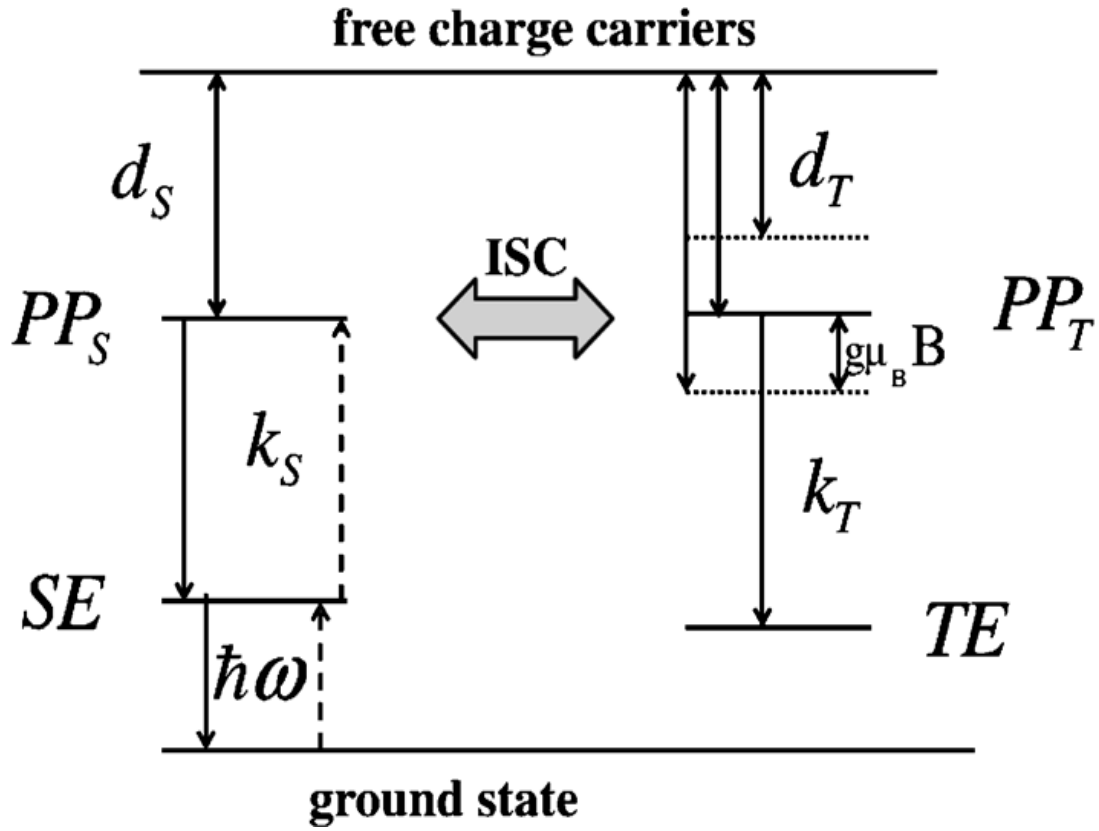 free charge carriers
d_S
d_T
ISC
PP_S
PP_T
gμ_B B
k_S
k_T
SE
TE
ħω
ground state